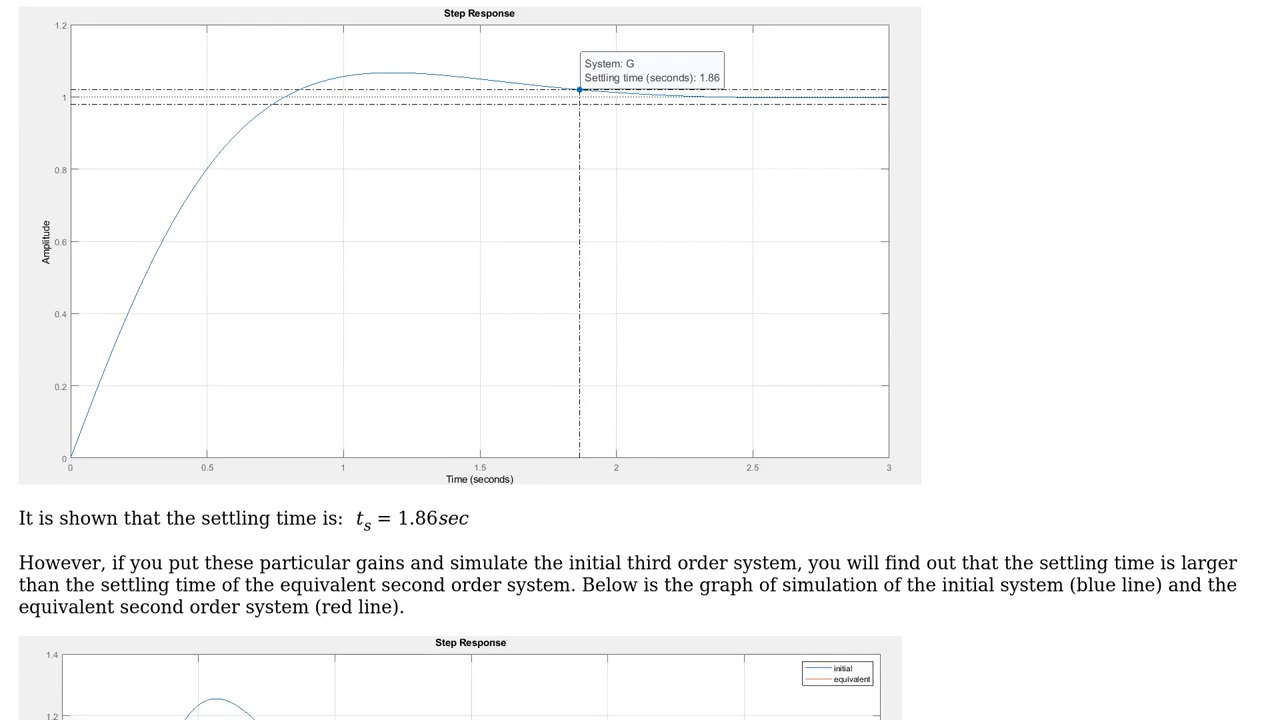 Step Response
1.2
System: G
Settling time (seconds): 1.86
1
0.8
0.6
Amplitude
0.4
0.2
0
0 0.5 1 1.5 2 2.5 3
Time (seconds)
It is shown that the settling time is: tₛ = 1.86sec
However, if you put these particular gains and simulate the initial third order system, you will find out that the settling time is larger
than the settling time of the equivalent second order system. Below is the graph of simulation of the initial system (blue line) and the
equivalent second order system (red line).
Step Response
1.4
initial
equivalent
1.2